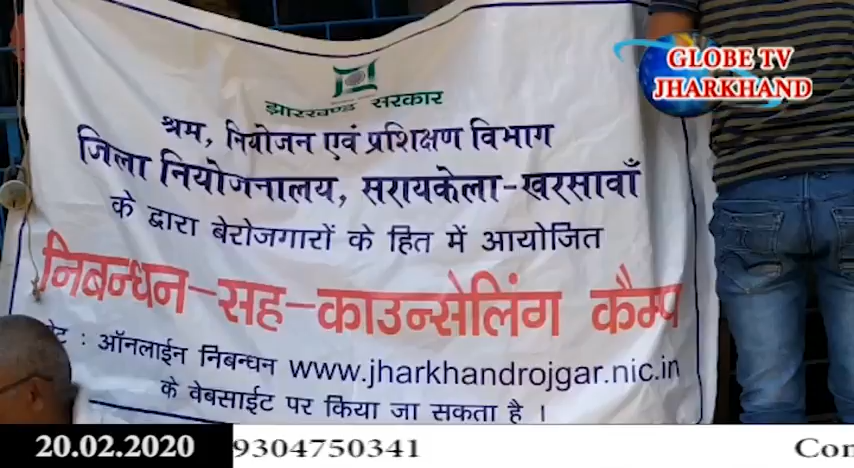 GLOBE TV
JHARKHAND
झारखण्ड सरकार
श्रम, नियोजन एवं प्रशिक्षण विभाग
जिला नियोजनालय, सरायकेला-खरसावाँ
के द्वारा बेरोजगारों के हित में आयोजित
निबन्धन-सह-काउन्सेलिंग कैम्प
: ऑनलाईन निबन्धन www.jharkhandrojgar.nic.in
के वेबसाईट पर किया जा सकता है ।
20.02.2020
9304750341